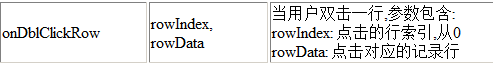 onDblClickRow
rowIndex,
rowData
当用户双击一行,参数包含:
rowIndex: 点击的行索引,从0
rowData: 点击对应的记录行